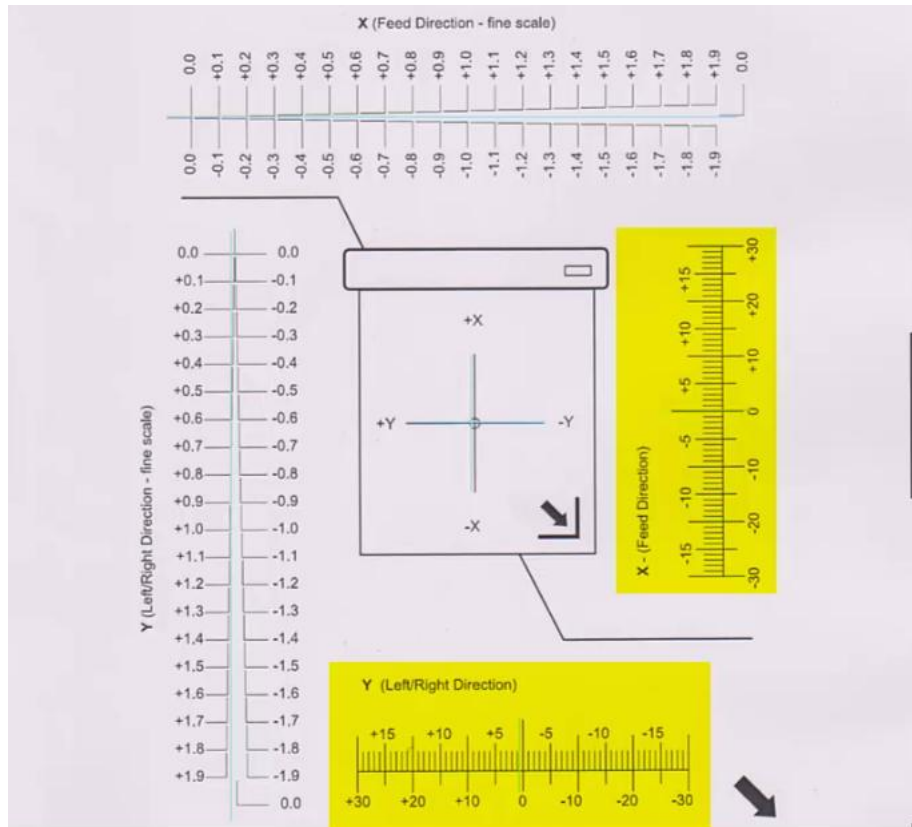 X (Feed Direction - fine scale)
0.0 +0.1 +0.2 +0.3 +0.4 +0.5 +0.6 +0.7 +0.8 +0.9 +1.0 +1.1 +1.2 +1.3 +1.4 +1.5 +1.6 +1.7 +1.8 +1.9 0.0
0.0 -0.1 -0.2 -0.3 -0.4 -0.5 -0.6 -0.7 -0.8 -0.9 -1.0 -1.1 -1.2 -1.3 -1.4 -1.5 -1.6 -1.7 -1.8 -1.9
Y (Left/Right Direction - fine scale)
0.0 0.0
+0.1 -0.1
+0.2 -0.2
+0.3 -0.3
+0.4 -0.4
+0.5 -0.5
+0.6 -0.6
+0.7 -0.7
+0.8 -0.8
+0.9 -0.9
+1.0 -1.0
+1.1 -1.1
+1.2 -1.2
+1.3 -1.3
+1.4 -1.4
+1.5 -1.5
+1.6 -1.6
+1.7 -1.7
+1.8 -1.8
+1.9 -1.9
0.0
+X
+Y -Y
-X
X - (Feed Direction)
-15 -10 -5 +5 +10 +15
-30 -20 -10 0 +10 +20 +30
Y (Left/Right Direction)
+15 +10 +5 -5 -10 -15
+30 +20 +10 0 -10 -20 -30